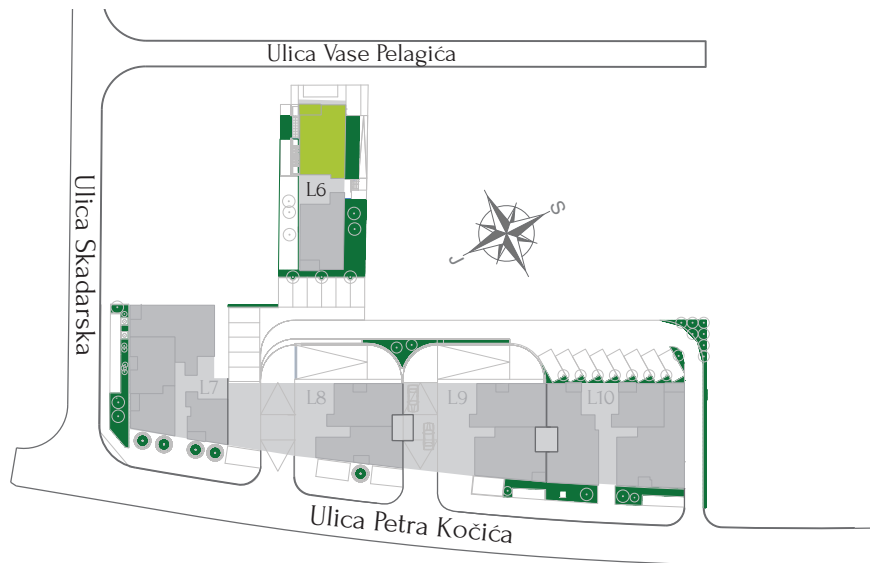 Ulica Vase Pelagića
L6
S
J
Ulica Skadarska
L7
L8
L9
L10
Ulica Petra Kočića